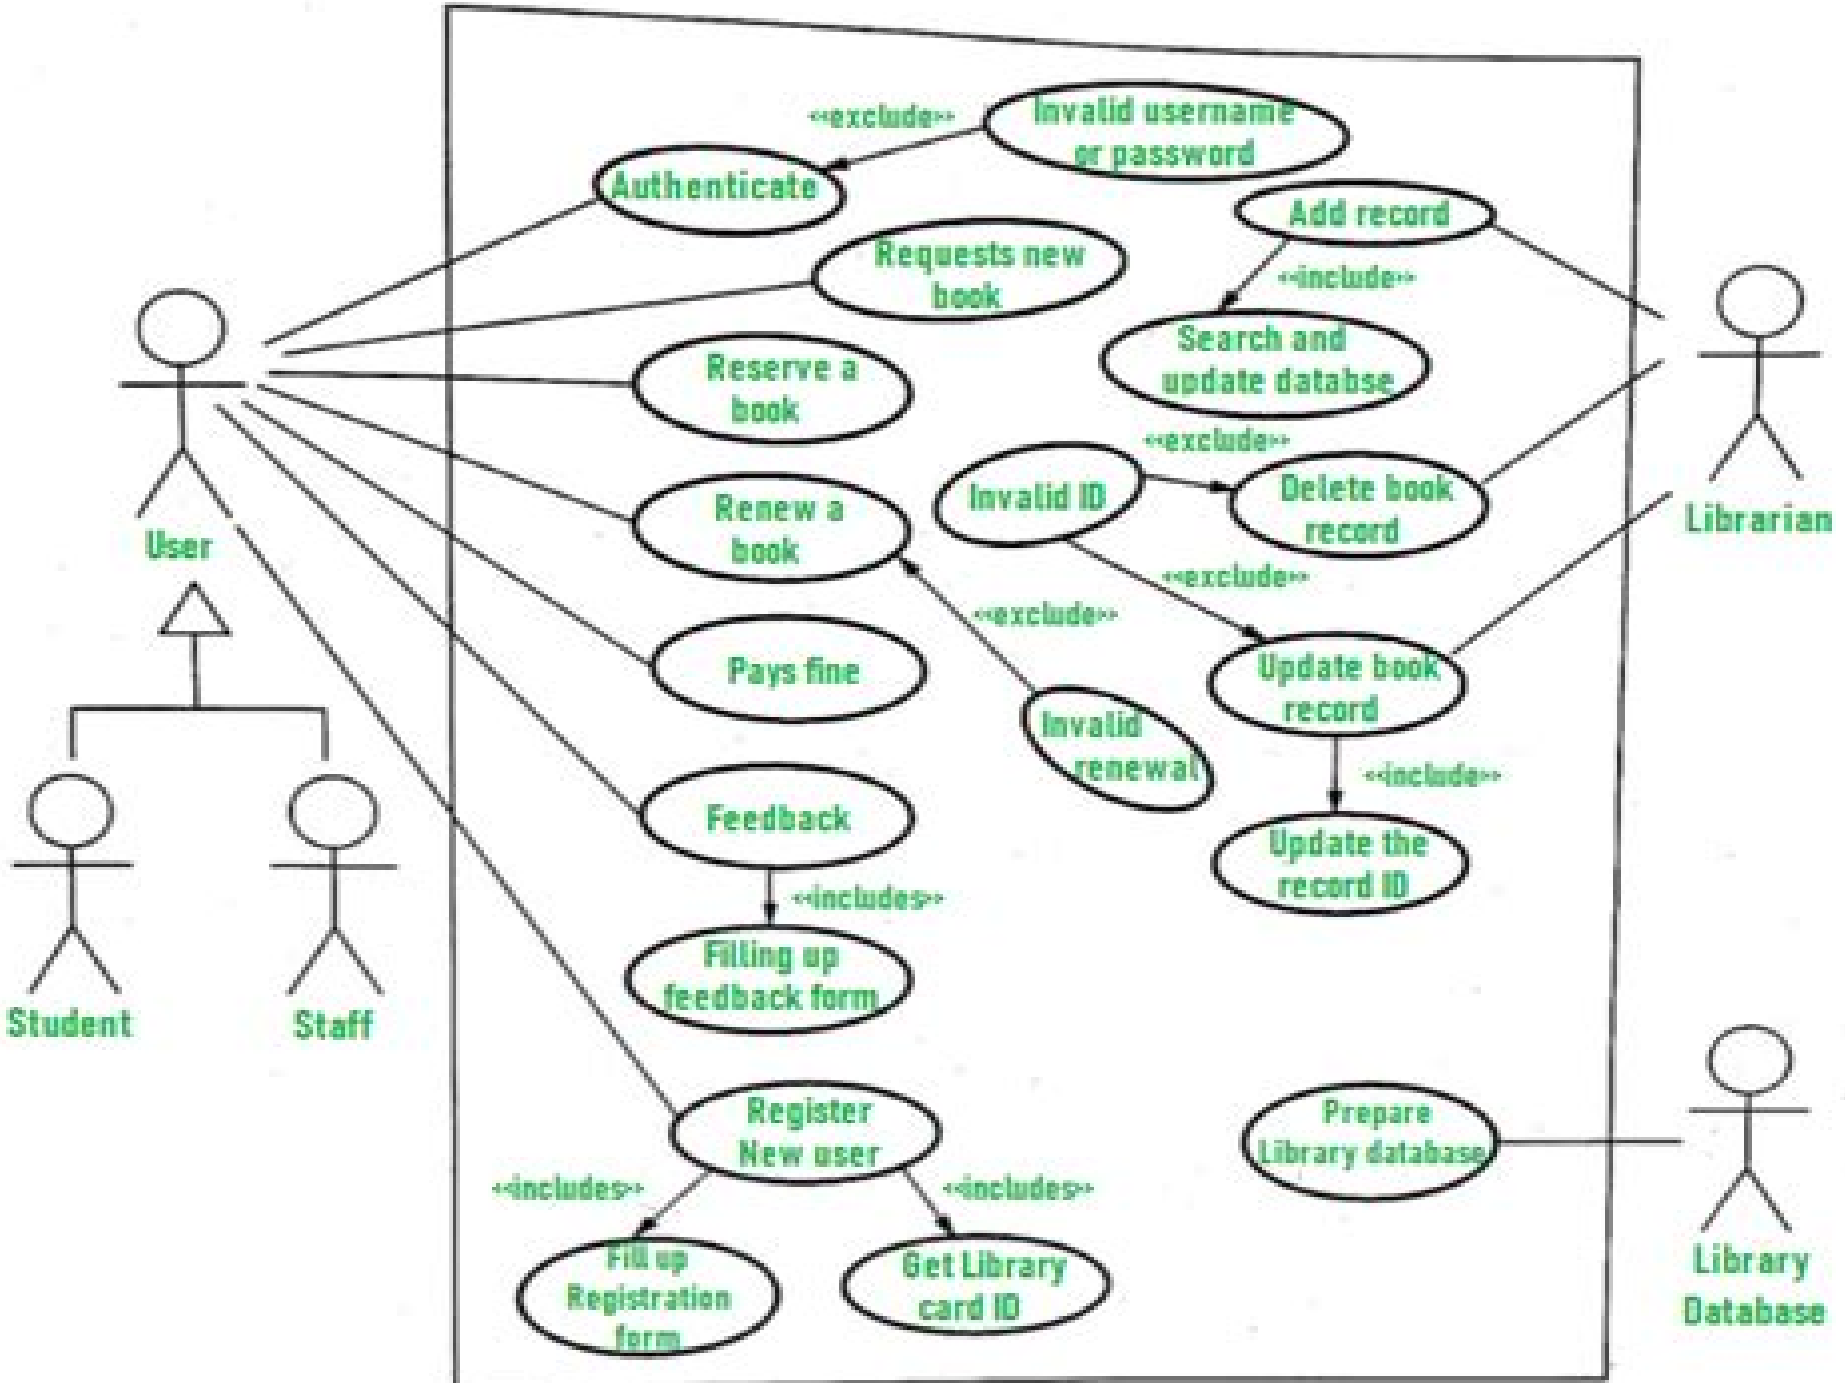 <<exclude>>
Invalid username
or password
Authenticate
Add record
Requests new
book
<<include>>
Search and
update databse
Reserve a
book
<<exclude>>
Invalid ID
Delete book
record
Librarian
Renew a
book
User
<<exclude>>
<<exclude>>
Pays fine
Update book
record
Invalid
renewal
<<include>>
Feedback
Update the
record ID
<<includes>>
Filling up
feedback form
Student
Staff
Register
New user
Prepare
Library database
<<includes>>
<<includes>>
Fill up
Registration
form
Get Library
card ID
Library
Database